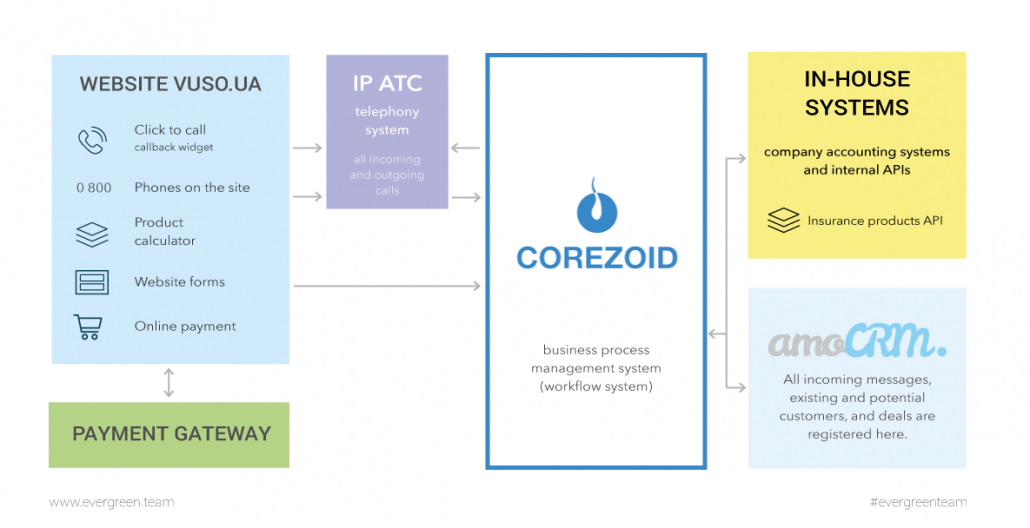 WEBSITE VUSO.UA
Click to call
callback widget
0 800
Phones on the site
Product
calculator
Website forms
Online payment
PAYMENT GATEWAY
IP ATC
telephony
system
all incoming
and outgoing
calls
COREZOID
business process
management system
(workflow system)
IN-HOUSE
SYSTEMS
company accounting systems
and internal APIs
Insurance products API
amoCRM.
All incoming messages,
existing and potential
customers, and deals are
registered here.
www.evergreen.team
#evergreenteam